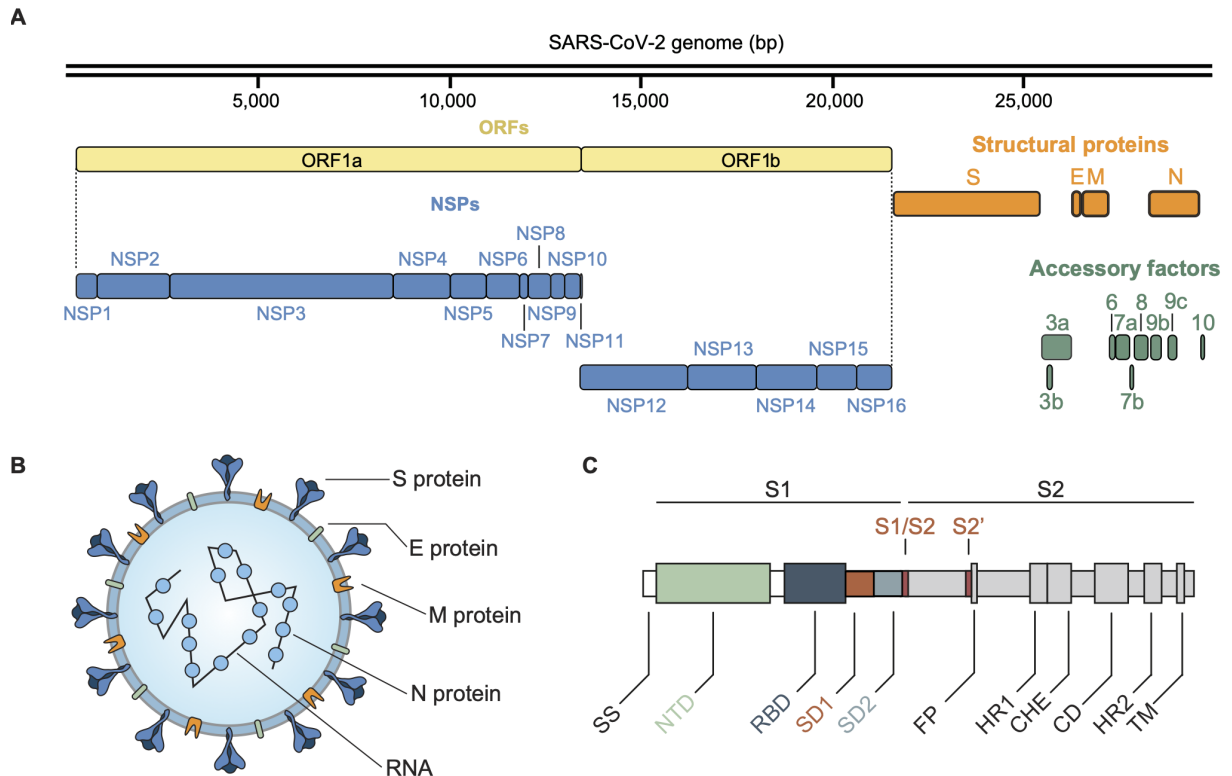 A
SARS-CoV-2 genome (bp)
5,000 10,000 15,000 20,000 25,000
ORFs
ORF1a ORF1b
Structural proteins
S E M N
NSPs
NSP8
NSP2 NSP4 NSP6 NSP10
NSP1 NSP3 NSP5 NSP9
NSP7 NSP11
NSP13 NSP15
NSP12 NSP14 NSP16
Accessory factors
9c
6 8
3a 7a 9b 10
3b 7b
B
S protein
E protein
M protein
N protein
RNA
C
S1 S2
S1/S2 S2’
SS NTD RBD SD1 SD2 FP HR1 CHE CD HR2 TM